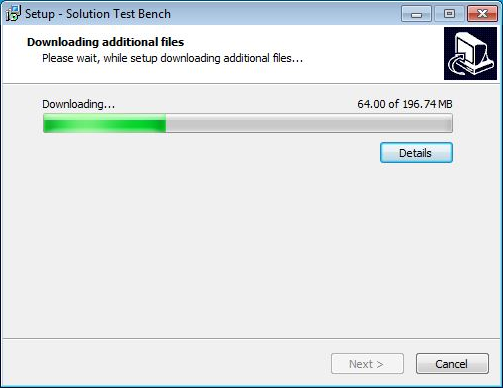 Setup - Solution Test Bench
Downloading additional files
Please wait, while setup downloading additional files...
Downloading... 64.00 of 196.74 MB
Details
Next > Cancel